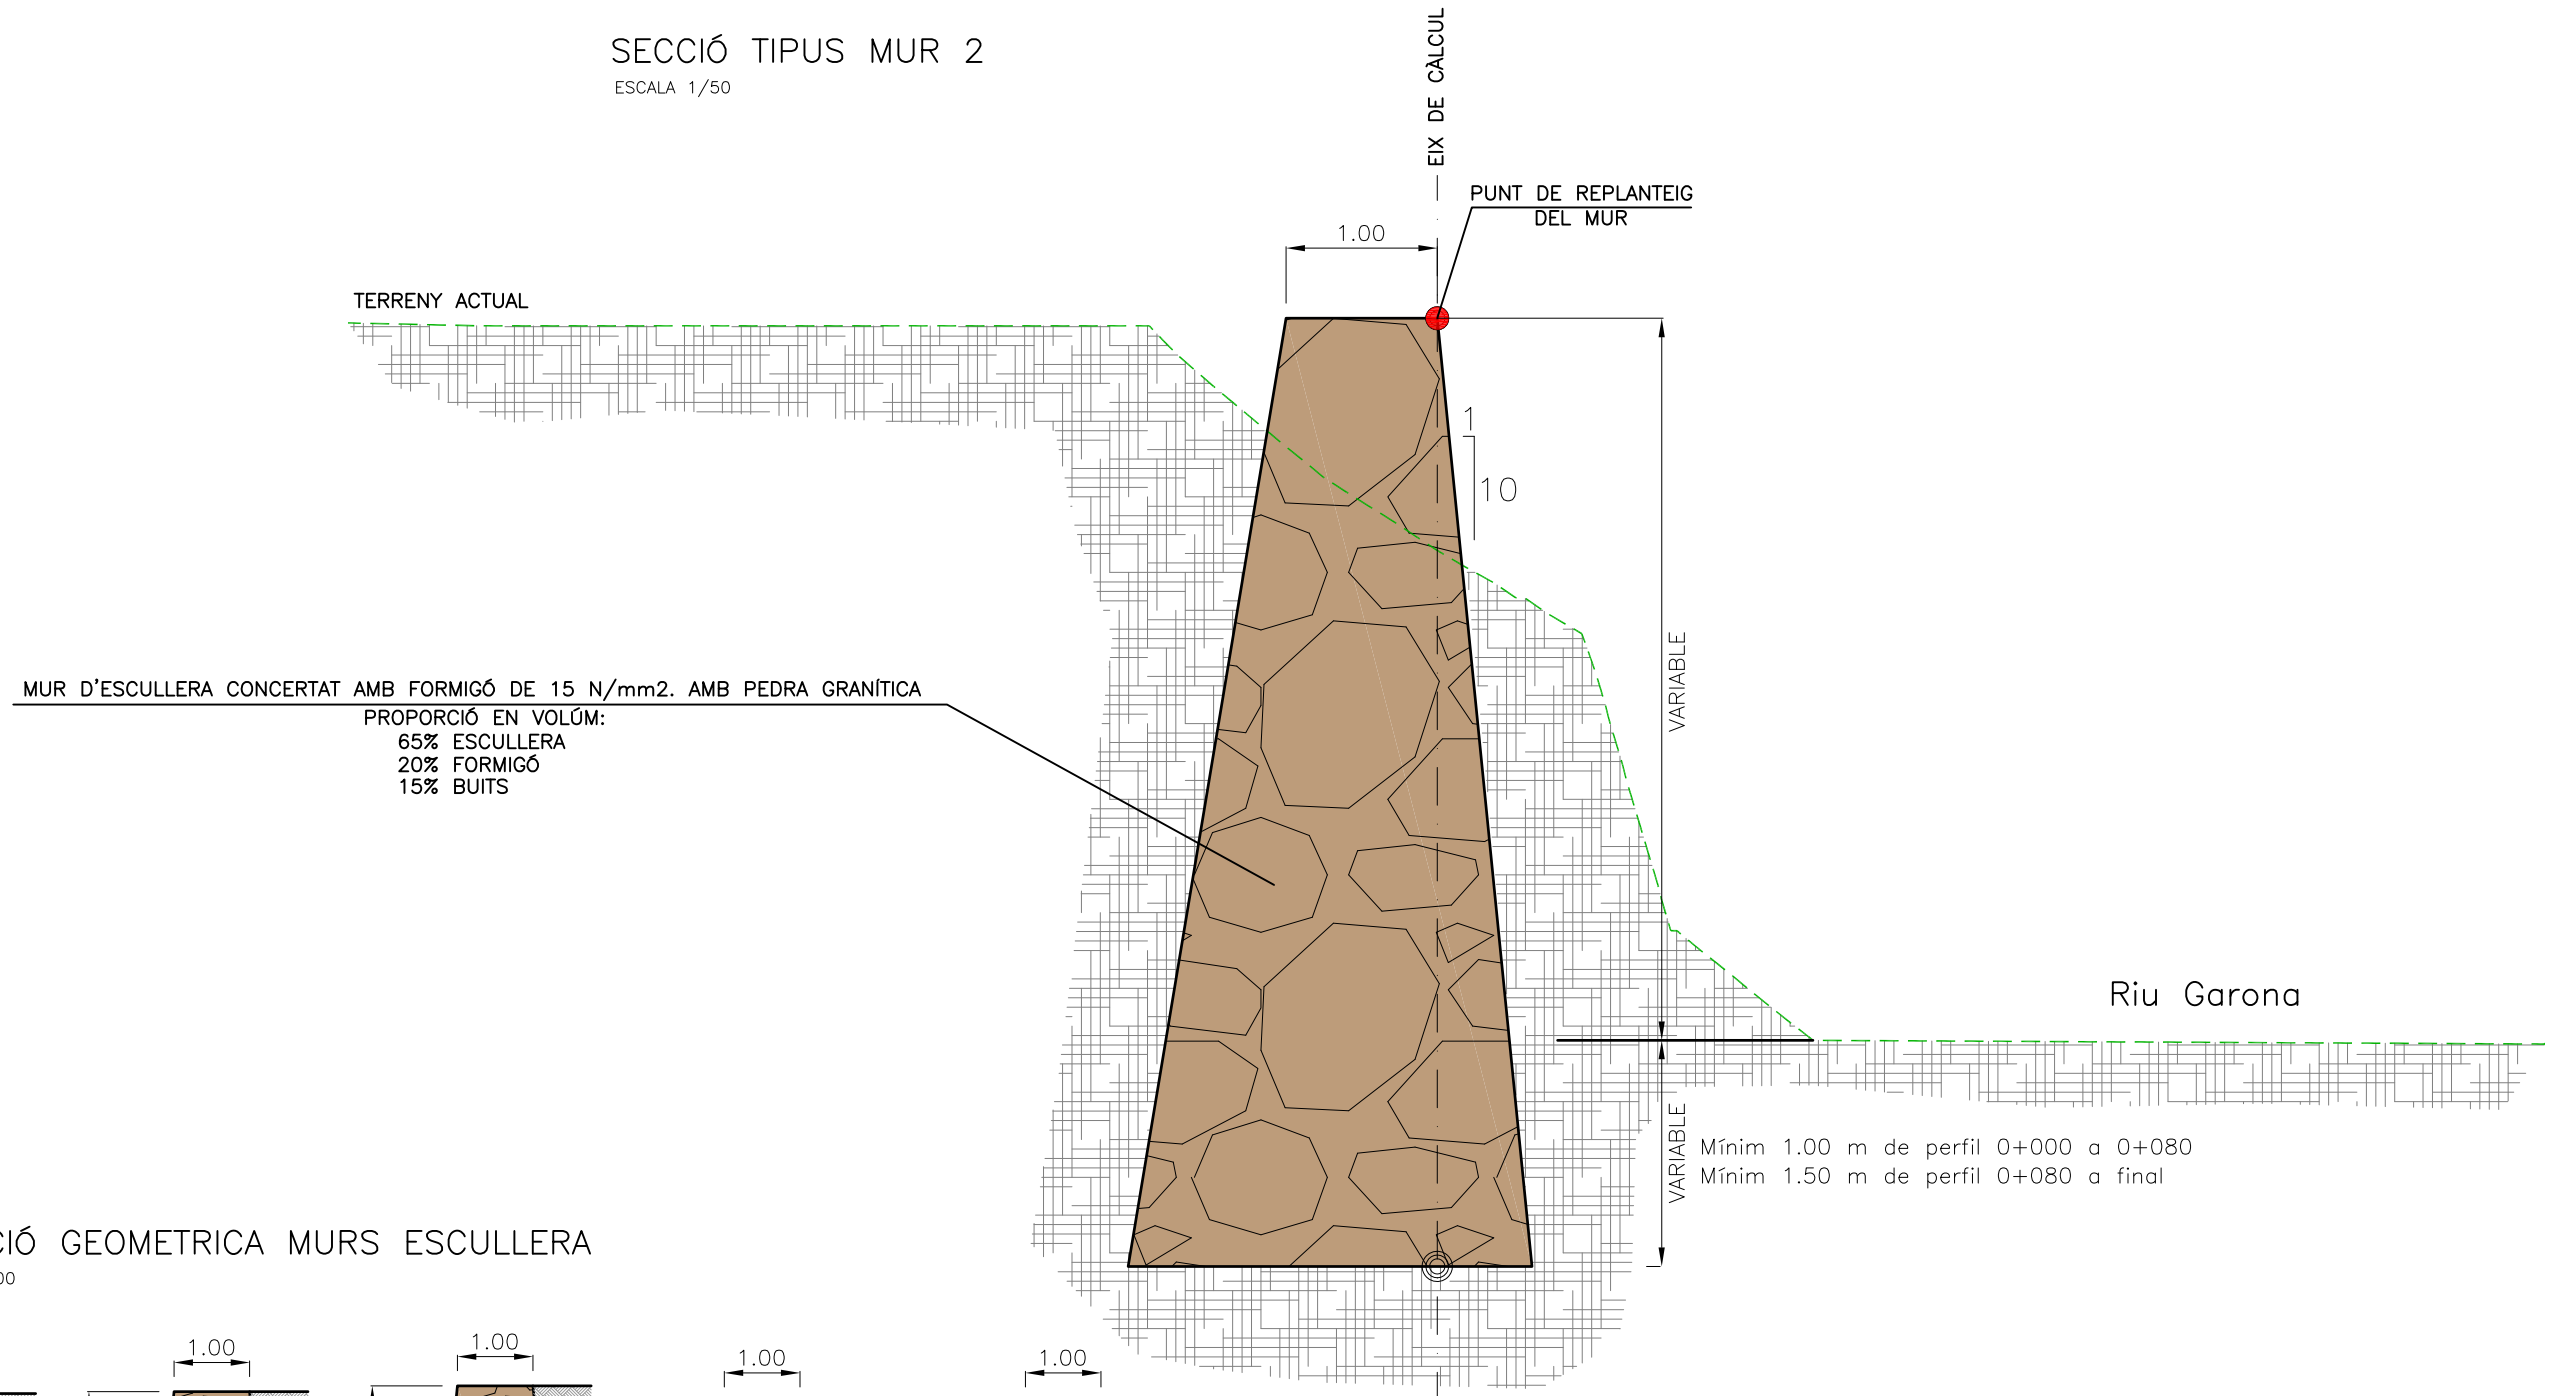 SECCIÓ TIPUS MUR 2
ESCALA 1/50
EIX DE CÀLCUL
PUNT DE REPLANTEIG
DEL MUR
1.00
TERRENY ACTUAL
1
10
VARIABLE
MUR D'ESCULLERA CONCERTAT AMB FORMIGÓ DE 15 N/mm2. AMB PEDRA GRANÍTICA
PROPORCIÓ EN VOLÚM:
65% ESCULLERA
20% FORMIGÓ
15% BUITS
Riu Garona
VARIABLE
Mínim 1.00 m de perfil 0+000 a 0+080
Mínim 1.50 m de perfil 0+080 a final
CIÓ GEOMETRICA MURS ESCULLERA
00
1.00
1.00
1.00
1.00